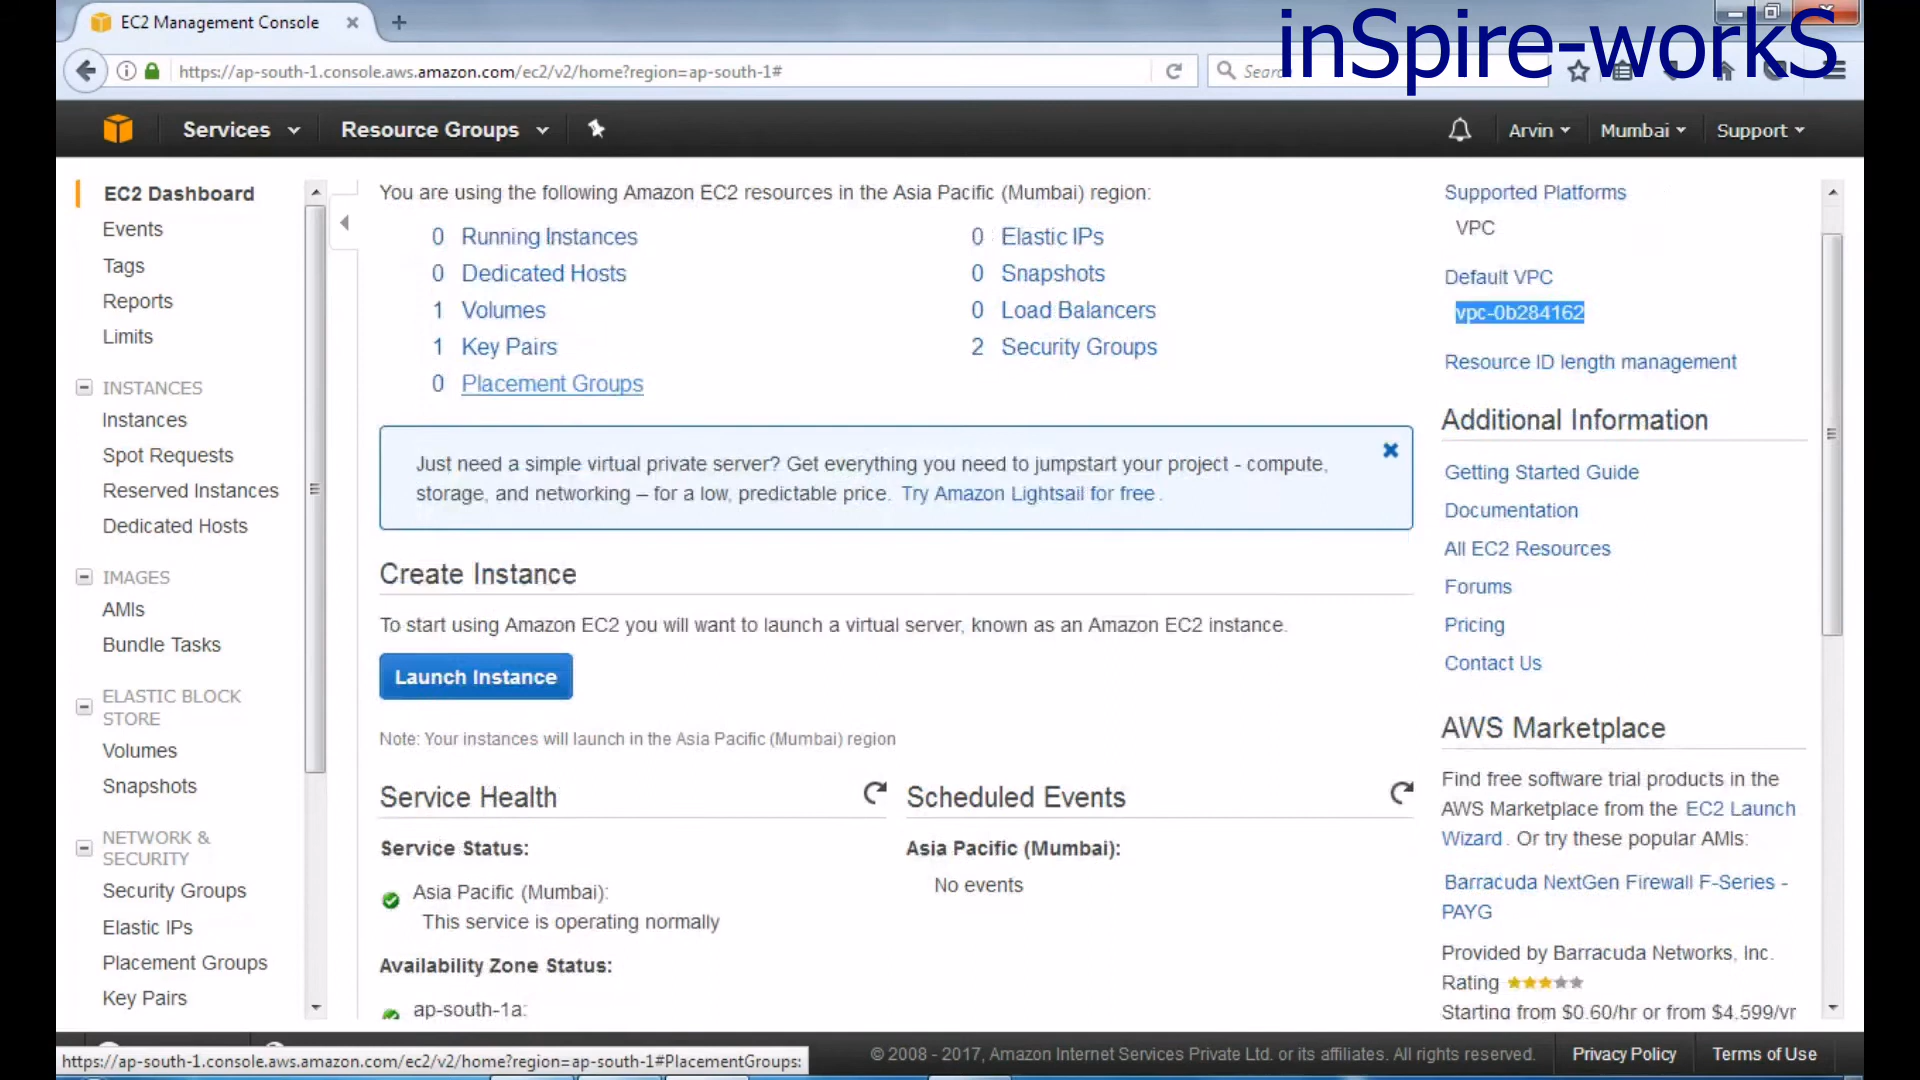 EC2 Management Console
inSpire-workS
https://ap-south-1.console.aws.amazon.com/ec2/v2/home?region=ap-south-1#
Services
Resource Groups
Arvin
Mumbai
Support
EC2 Dashboard
Events
Tags
Reports
Limits
INSTANCES
Instances
Spot Requests
Reserved Instances
Dedicated Hosts
IMAGES
AMIs
Bundle Tasks
ELASTIC BLOCK
STORE
Volumes
Snapshots
NETWORK &
SECURITY
Security Groups
Elastic IPs
Placement Groups
Key Pairs
You are using the following Amazon EC2 resources in the Asia Pacific (Mumbai) region:
0 Running Instances
0 Elastic IPs
0 Dedicated Hosts
0 Snapshots
1 Volumes
0 Load Balancers
1 Key Pairs
2 Security Groups
0 Placement Groups
Just need a simple virtual private server? Get everything you need to jumpstart your project - compute,
storage, and networking – for a low, predictable price. Try Amazon Lightsail for free.
Create Instance
To start using Amazon EC2 you will want to launch a virtual server, known as an Amazon EC2 instance.
Launch Instance
Note: Your instances will launch in the Asia Pacific (Mumbai) region
Service Health
Service Status:
Asia Pacific (Mumbai):
This service is operating normally
Availability Zone Status:
ap-south-1a:
Scheduled Events
Asia Pacific (Mumbai):
No events
Supported Platforms
VPC
Default VPC
vpc-0b284162
Resource ID length management
Additional Information
Getting Started Guide
Documentation
All EC2 Resources
Forums
Pricing
Contact Us
AWS Marketplace
Find free software trial products in the
AWS Marketplace from the EC2 Launch
Wizard. Or try these popular AMIs:
Barracuda NextGen Firewall F-Series -
PAYG
Provided by Barracuda Networks, Inc.
Rating
Starting from $0.60/hr or from $4,599/yr
https://ap-south-1.console.aws.amazon.com/ec2/v2/home?region=ap-south-1#PlacementGroups:
© 2008 - 2017, Amazon Internet Services Private Ltd. or its affiliates. All rights reserved.
Privacy Policy
Terms of Use